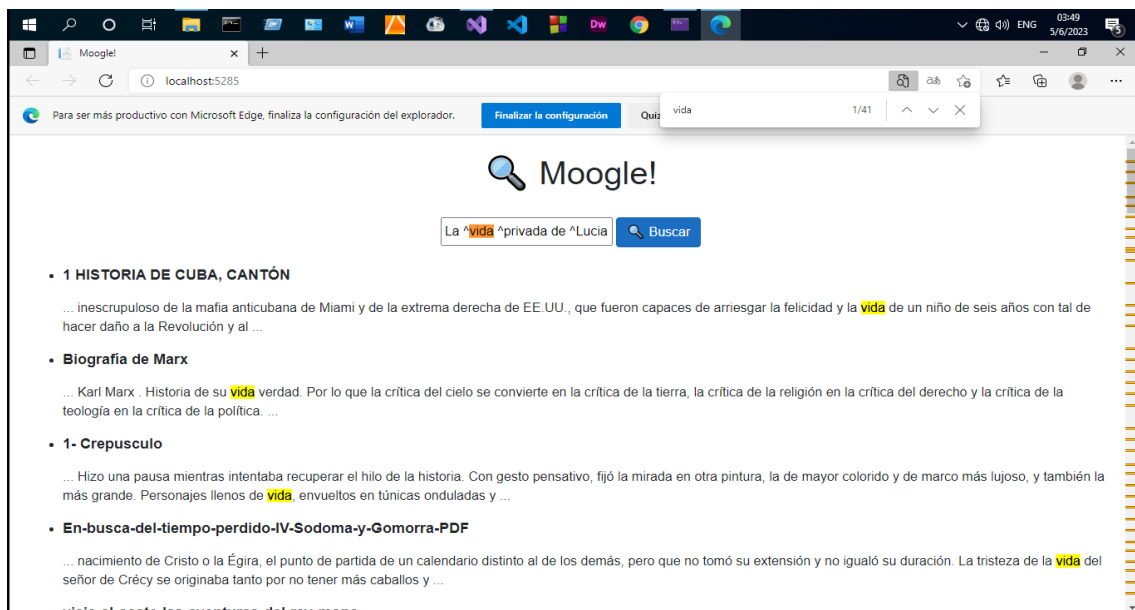 03:49
ENG
5/6/2023
5
Moogle!
localhost:5285
Para ser más productivo con Microsoft Edge, finaliza la configuración del explorador.
Finalizar la configuración
Quiz
vida
1/41
Moogle!
La ^vida ^privada de ^Lucia
Buscar
1 HISTORIA DE CUBA, CANTÓN
... inescrupuloso de la mafia anticubana de Miami y de la extrema derecha de EE.UU., que fueron capaces de arriesgar la felicidad y la vida de un niño de seis años con tal de
hacer daño a la Revolución y al ...
Biografia de Marx
... Karl Marx . Historia de su vida verdad. Por lo que la crítica del cielo se convierte en la crítica de la tierra, la crítica de la religión en la crítica del derecho y la crítica de la
teología en la crítica de la política. ...
1- Crepusculo
... Hizo una pausa mientras intentaba recuperar el hilo de la historia. Con gesto pensativo, fijó la mirada en otra pintura, la de mayor colorido y de marco más lujoso, y también la
más grande. Personajes llenos de vida, envueltos en túnicas onduladas y ...
En-busca-del-tiempo-perdido-IV-Sodoma-y-Gomorra-PDF
... nacimiento de Cristo o la Égira, el punto de partida de un calendario distinto al de los demás, pero que no tomó su extensión y no igualó su duración. La tristeza de la vida del
señor de Crécy se originaba tanto por no tener más caballos y ...